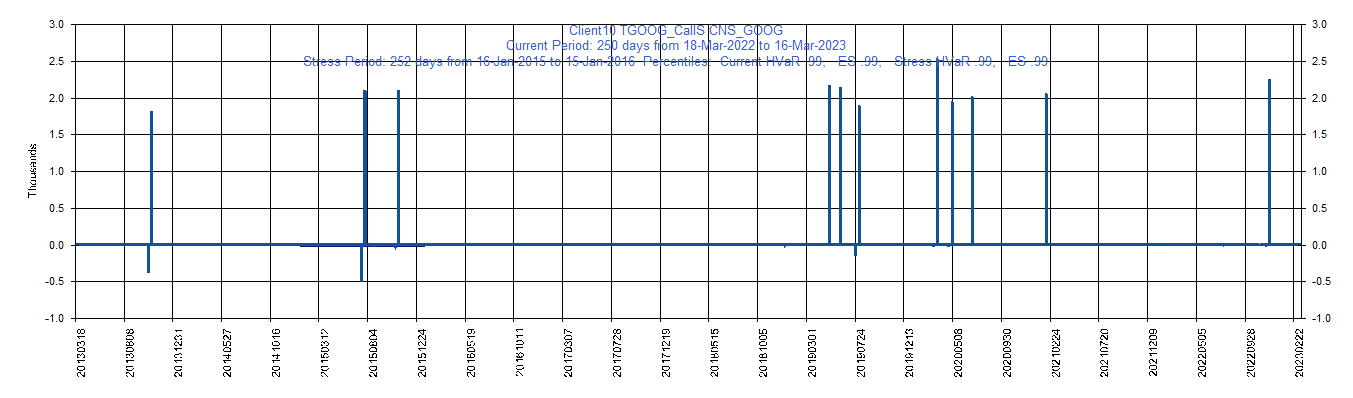 Client10 TGOOG_CallS CNS_GOOG
Current Period: 250 days from 18-Mar-2022 to 16-Mar-2023
Stress Period: 252 days from 16-Jan-2015 to 15-Jan-2016 Percentiles: Current HVaR .99, ES .99, Stress HVaR .99, ES .99
3.0 3.0
2.5 2.5
2.0 2.0
1.5 1.5
1.0 1.0
0.5 0.5
0.0 0.0
-0.5 -0.5
-1.0 -1.0
Thousands
20130318 20130808 20131231 20140527 20141016 20150312 20150804 20151224 20160519 20161011 20170307 20170728 20171219 20180515 20181005 20190301 20190724 20191213 20200508 20200930 20210224 20210720 20211209 20220505 20220928 20230222